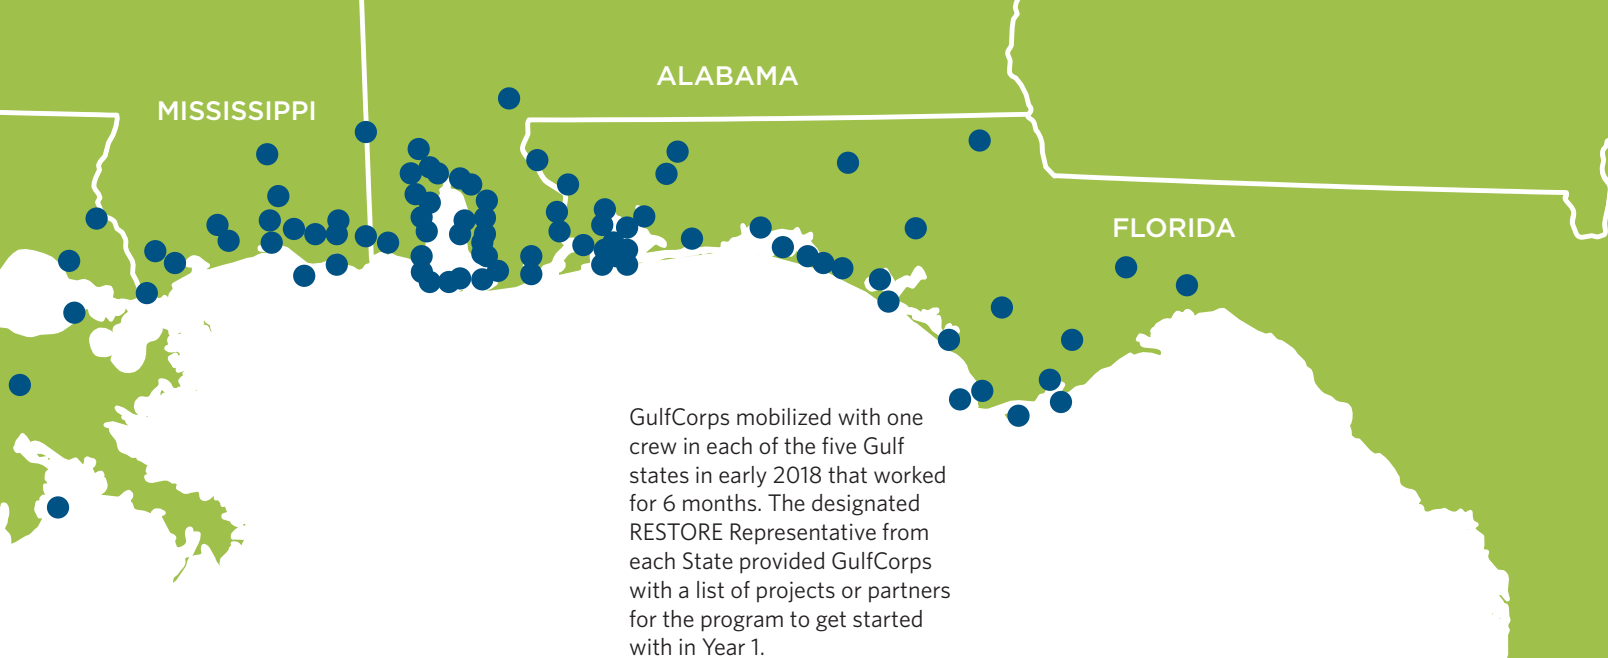 ALABAMA
MISSISSIPPI
FLORIDA
GulfCorps mobilized with one
crew in each of the five Gulf
states in early 2018 that worked
for 6 months. The designated
RESTORE Representative from
each State provided GulfCorps
with a list of projects or partners
for the program to get started
with in Year 1.